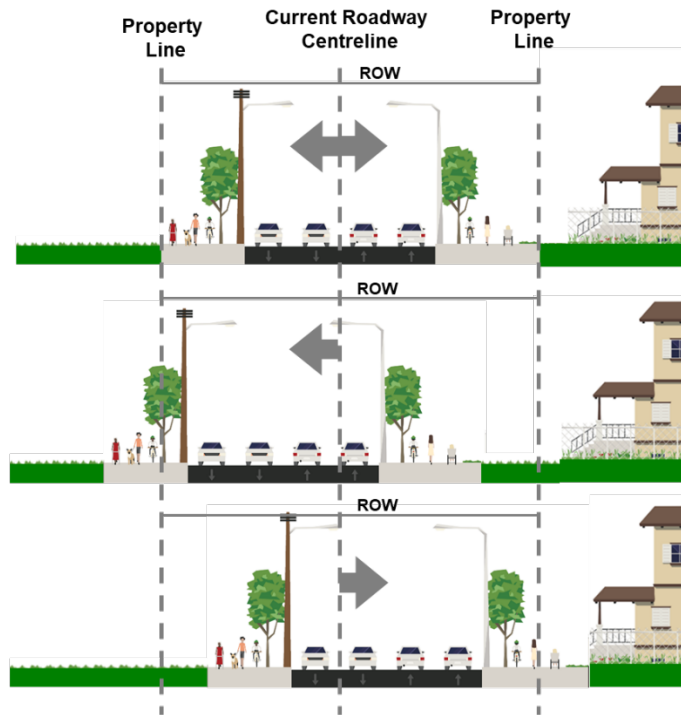 Property
Line
Current Roadway
Centreline
Property
Line
ROW
ROW
ROW